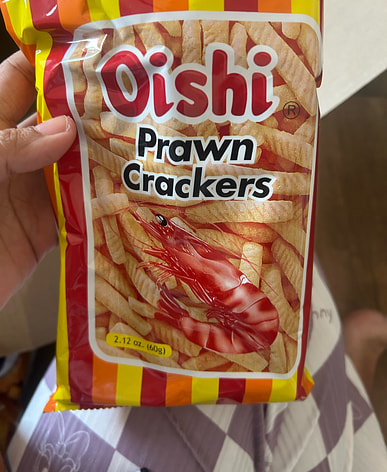 Oishi®
Prawn
Crackers
2.12 oz. (60g)